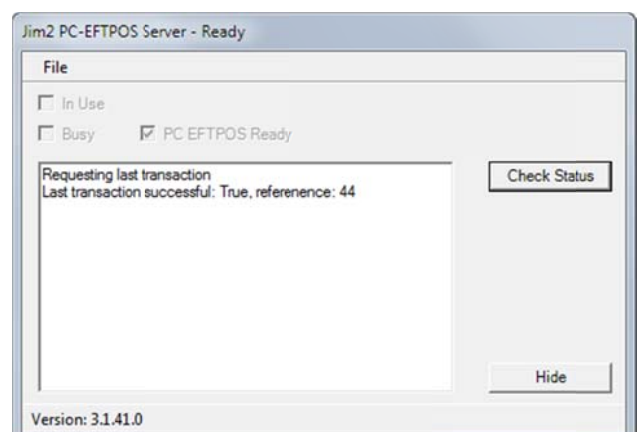 Jim2 PC-EFTPOS Server - Ready
File
In Use
Busy PC EFTPOS Ready
Requesting last transaction
Last transaction successful: True, referenence: 44
Check Status
Hide
Version: 3.1.41.0